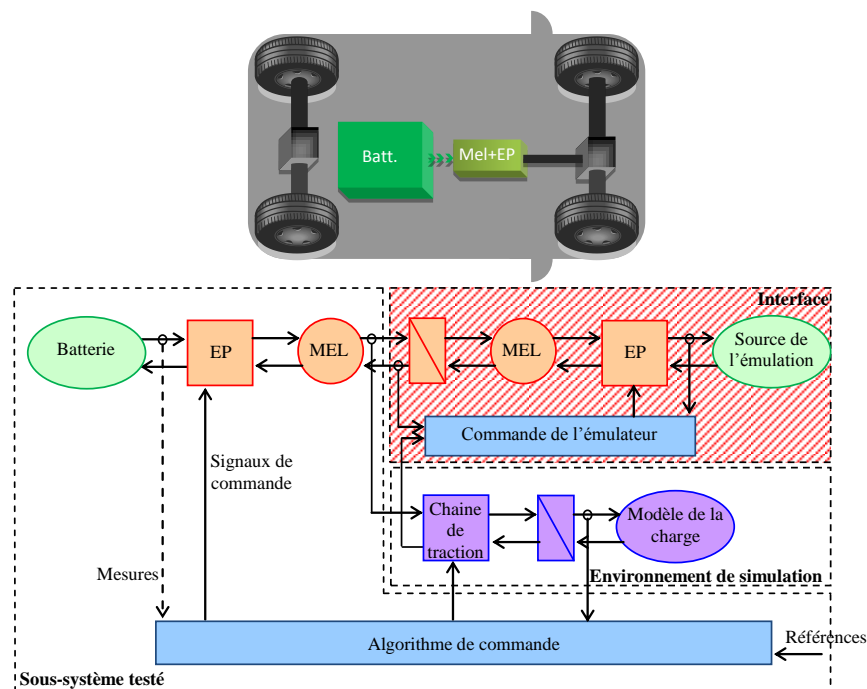 Batt.
Mel+EP
Interface
Batterie
EP
MEL
MEL
EP
Source de
l'émulation
Commande de l'émulateur
Signaux de
commande
Chaine
de
traction
Modèle de la
charge
Mesures
Environnement de simulation
Algorithme de commande
Références
Sous-système testé